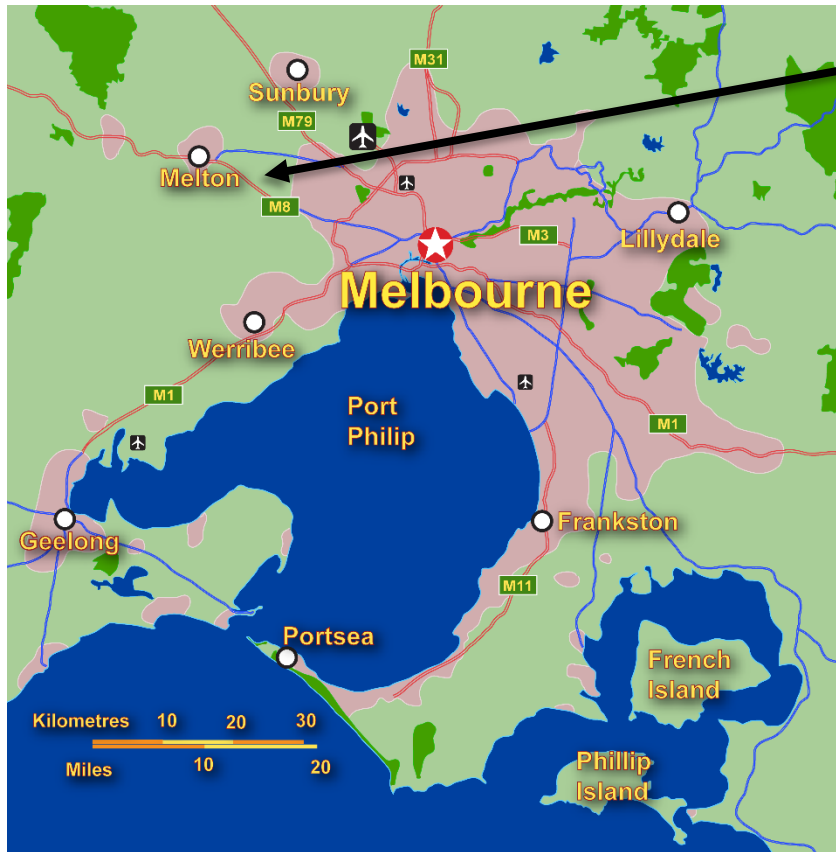 M31
Sunbury
M79
Melton
M8
Lillydale
M3
Melbourne
Werribee
M1
Port
Philip
M1
Geelong
Frankston
M11
Portsea
French
Island
Kilometres 10 20 30
Miles 10 20
Phillip
Island